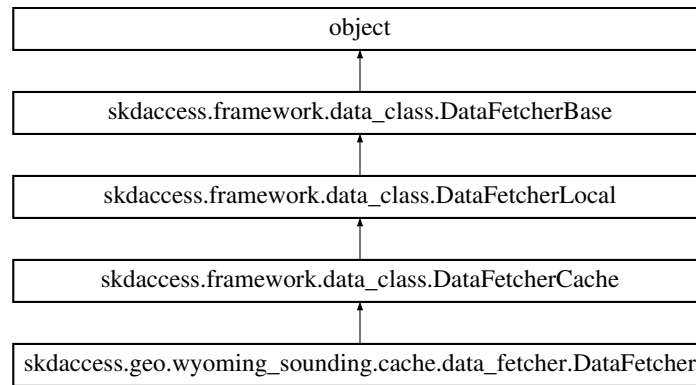 object
skdaccess.framework.data_class.DataFetcherBase
skdaccess.framework.data_class.DataFetcherLocal
skdaccess.framework.data_class.DataFetcherCache
skdaccess.geo.wyoming_sounding.cache.data_fetcher.DataFetcher